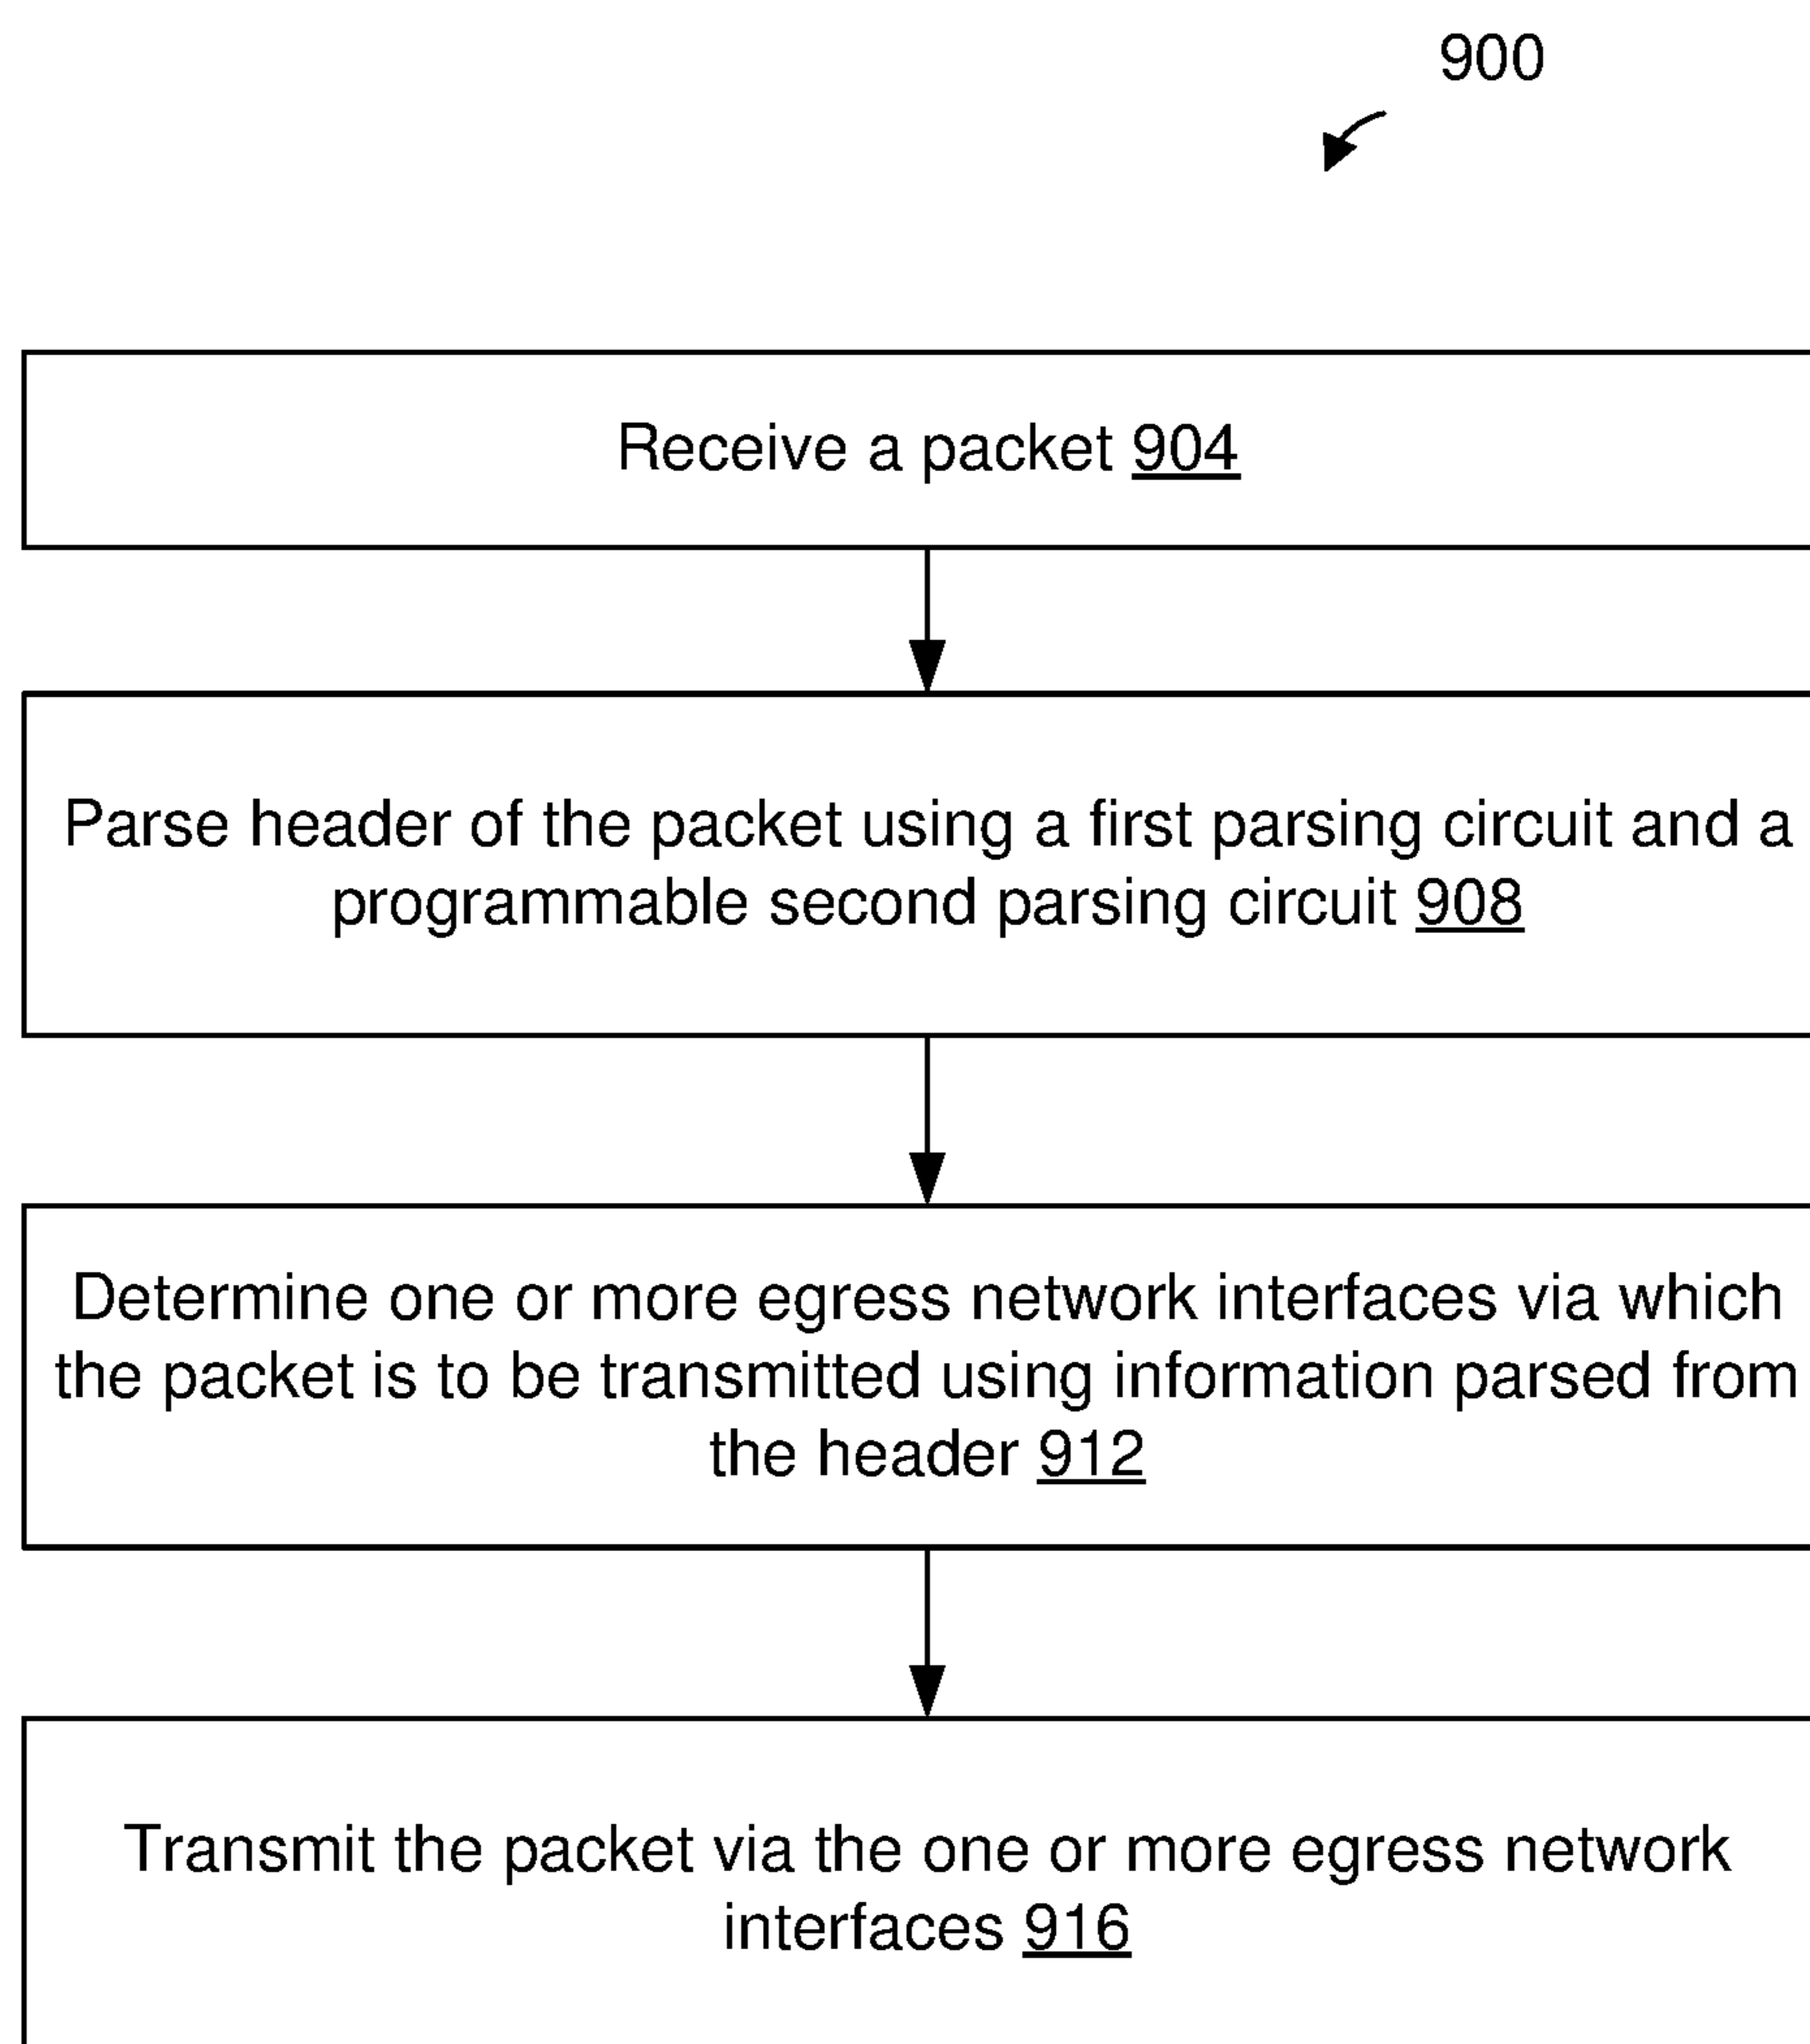 900
Receive a packet 904
Parse header of the packet using a first parsing circuit and a
programmable second parsing circuit 908
Determine one or more egress network interfaces via which
the packet is to be transmitted using information parsed from
the header 912
Transmit the packet via the one or more egress network
interfaces 916